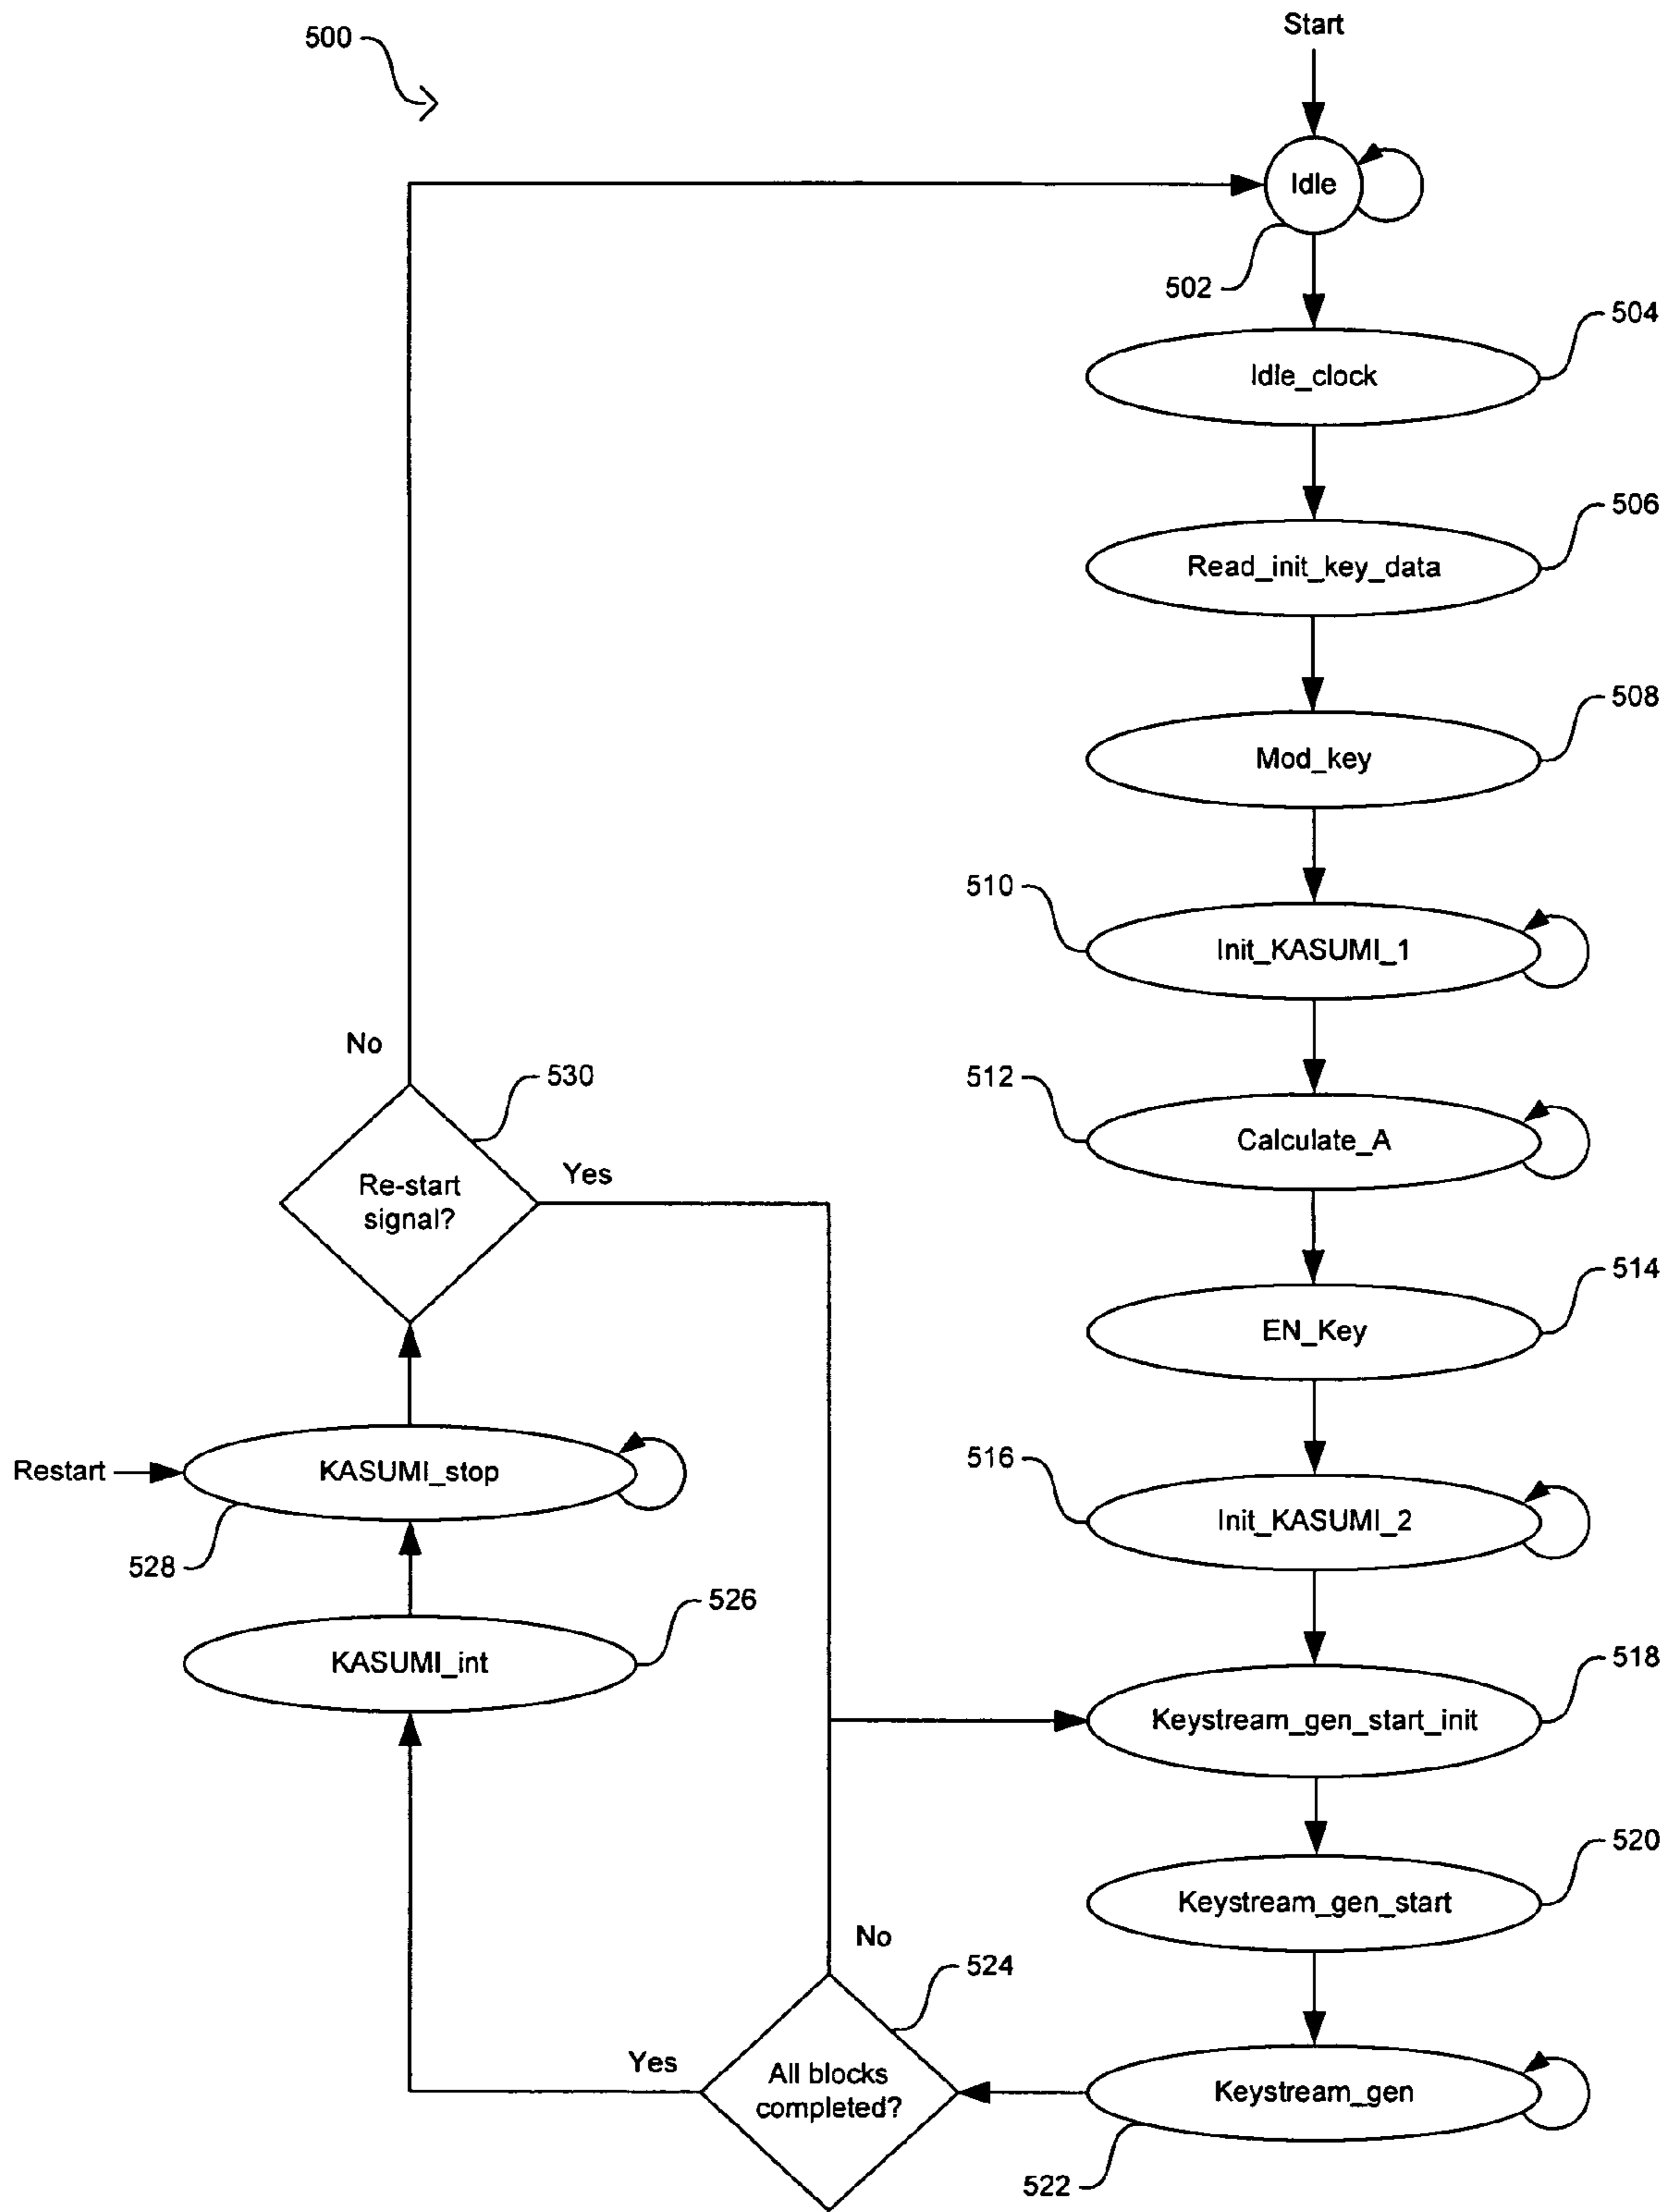 Start
500
Idle
502
504
Idle_clock
506
Read_init_key_data
508
Mod_key
510
Init_KASUMI_1
No
530
512
Calculate_A
Re-start
signal?
Yes
514
EN_Key
Restart
KASUMI_stop
516
Init_KASUMI_2
528
526
KASUMI_int
518
Keystream_gen_start_init
520
Keystream_gen_start
No
524
Yes
All blocks
completed?
Keystream_gen
522